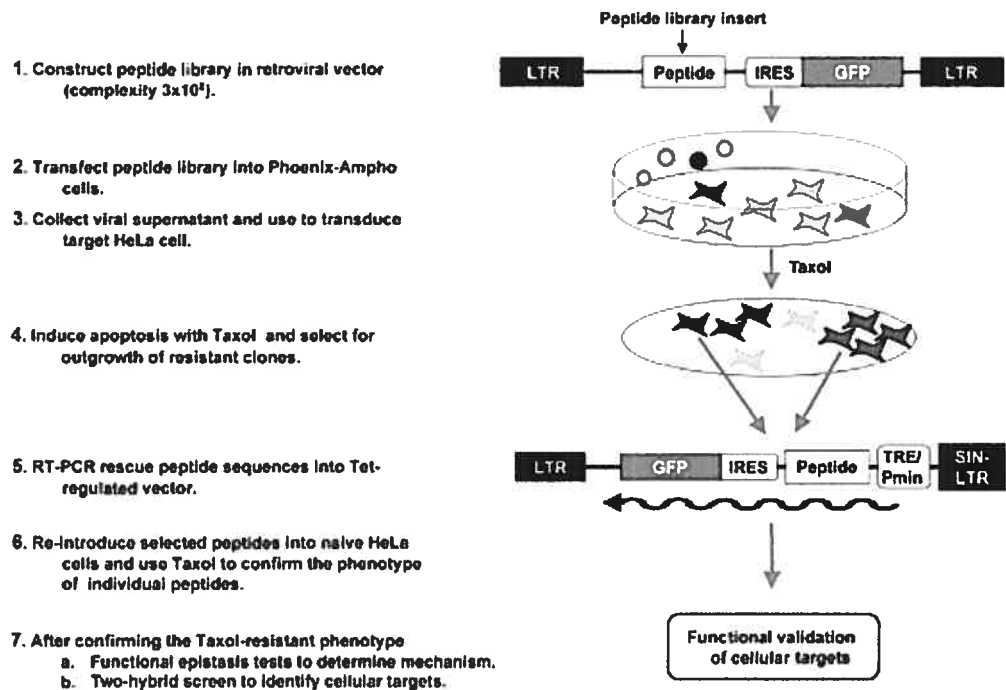 Peptide library insert
1. Construct peptide library in retroviral vector
(complexity 3x10⁸).
LTR
Peptide
IRES
GFP
LTR
2. Transfect peptide library into Phoenix-Ampho
cells.
3. Collect viral supernatant and use to transduce
target HeLa cell.
Taxol
4. Induce apoptosis with Taxol and select for
outgrowth of resistant clones.
5. RT-PCR rescue peptide sequences into Tet-
regulated vector.
LTR
GFP
IRES
Peptide
TRE/
Pmin
SIN-
LTR
6. Re-introduce selected peptides into naive HeLa
cells and use Taxol to confirm the phenotype
of individual peptides.
7. After confirming the Taxol-resistant phenotype
a. Functional epistasis tests to determine mechanism.
b. Two-hybrid screen to identify cellular targets.
Functional validation
of cellular targets